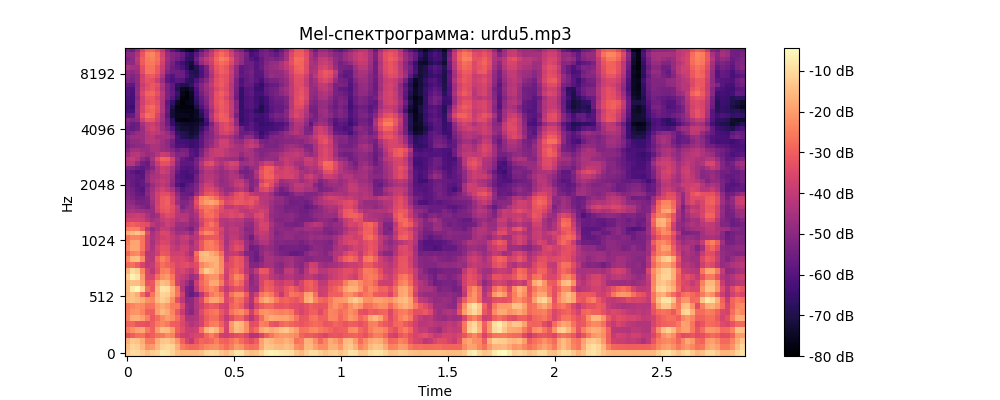 Mel-спектрограмма: urdu5.mp3
Hz
8192
4096
2048
1024
512
0
0 0.5 1 1.5 2 2.5
Time
-10 dB
-20 dB
-30 dB
-40 dB
-50 dB
-60 dB
-70 dB
-80 dB